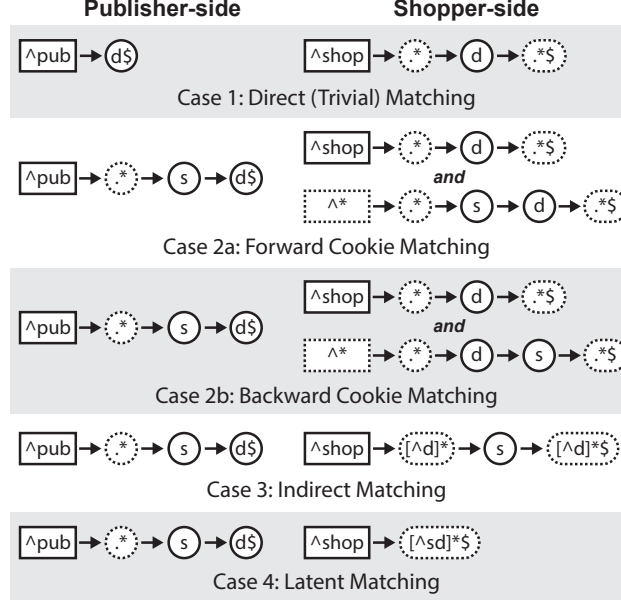 Publisher-side Shopper-side
^pub d$ ^shop .* d .*$
Case 1: Direct (Trivial) Matching
^shop .* d .*$
^pub .* s d$ and
^* .* s d .*$
Case 2a: Forward Cookie Matching
^shop .* d .*$
^pub .* s d$ and
^* .* d s .*$
Case 2b: Backward Cookie Matching
^pub .* s d$ ^shop [^d]* s [^d]*$
Case 3: Indirect Matching
^pub .* s d$ ^shop [^sd]*$
Case 4: Latent Matching